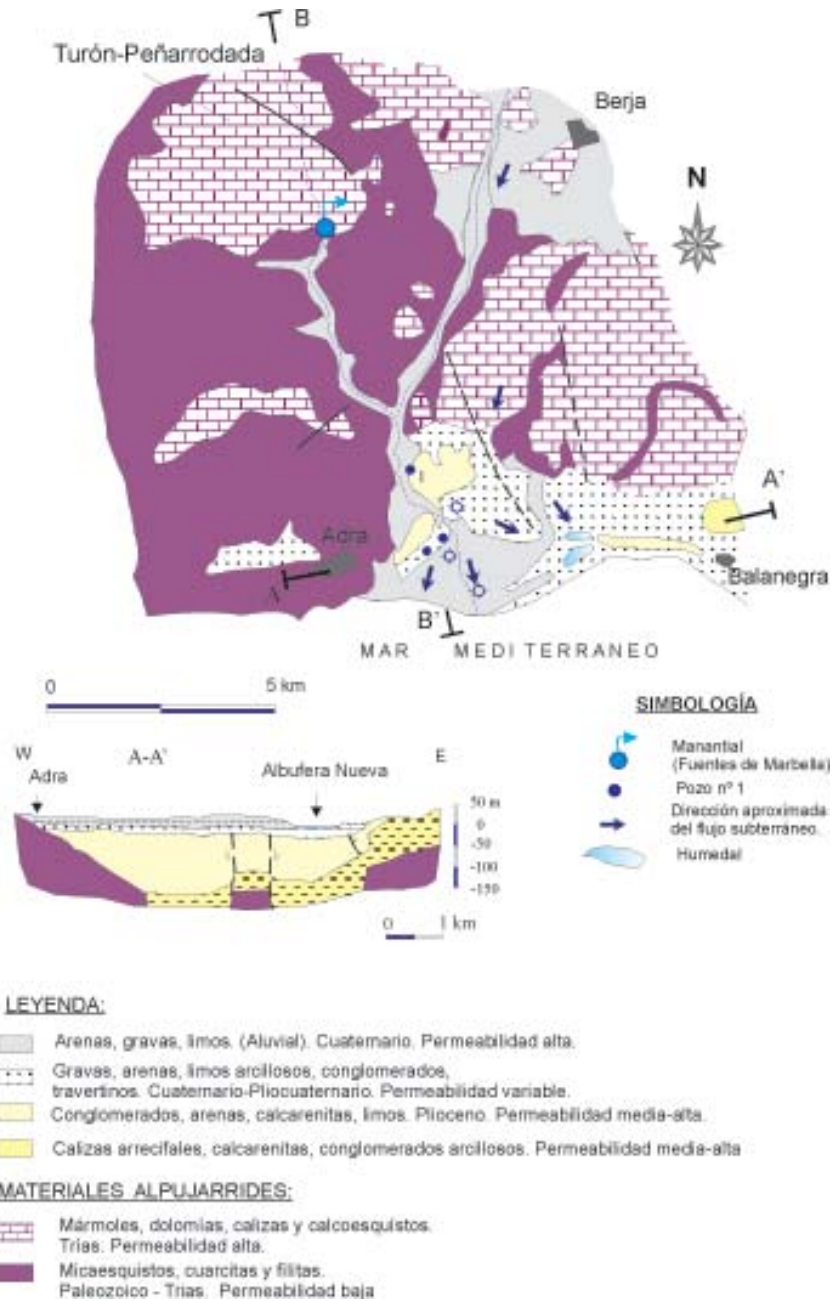 B
Turón-Peñarrodada
Berja
N
A'
Adra
A
Balanegra
B'
MAR MEDITERRANEO
0 5 km
SIMBOLOGÍA
Manantial
(Fuentes de Marbella)
Pozo nº 1
Dirección aproximada
del flujo subterráneo.
Humedal
W A-A' E
Adra Albufera Nueva
50 m
0
-50
-100
-150
0 1 km
LEYENDA:
Arenas, gravas, limos. (Aluvial). Cuaternario. Permeabilidad alta.
Gravas, arenas, limos arcillosos, conglomerados,
travertinos. Cuaternario-Pliocuaternario. Permeabilidad variable.
Conglomerados, arenas, calcarenitas, limos. Plioceno. Permeabilidad media-alta.
Calizas arrecifales, calcarenitas, conglomerados arcillosos. Permeabilidad media-alta
MATERIALES ALPUJARRIDES:
Mármoles, dolomías, calizas y calcoesquistos.
Trías. Permeabilidad alta.
Micaesquistos, cuarcitas y filitas.
Paleozoico - Trias. Permeabilidad baja